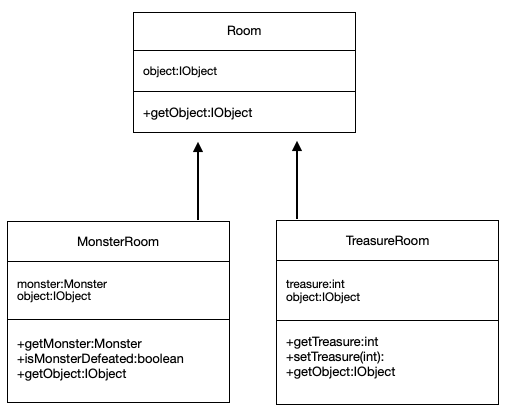 Room
object:IObject
+getObject:IObject
MonsterRoom
monster:Monster
object:IObject
+getMonster:Monster
+isMonsterDefeated:boolean
+getObject:IObject
TreasureRoom
treasure:int
object:IObject
+getTreasure:int
+setTreasure(int):
+getObject:IObject